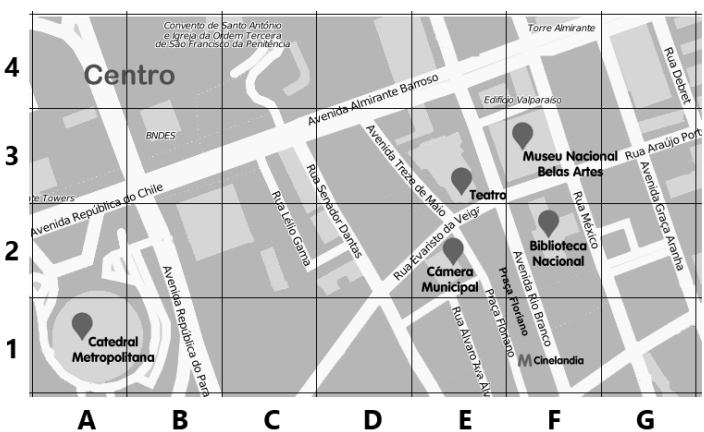 4
3
2
1
A
B
C
D
E
F
G
Convento de Santo António
e Igreja da Ordem Terceira
de São Francisco da Penitência
Torre Almirante
Centro
Avenida Almirante Barroso
Edifício Valparaíso
Rua Debret
BNDES
Museu Nacional
Belas Artes
Rua Araújo Port
Avenida Treze de Maio
Teatro
te Towers
Avenida República do Chile
Rua Lélio Gama
Rua Senador Dantas
Rua Evaristo da Veiga
Rua México
Avenida Graça Aranha
Biblioteca
Nacional
Câmera
Municipal
Praça Floriano
Avenida Rio Branco
Praça Floriano
Avenida República do Para
Catedral
Metropolitana
Rua Álvaro
M Cinelandia